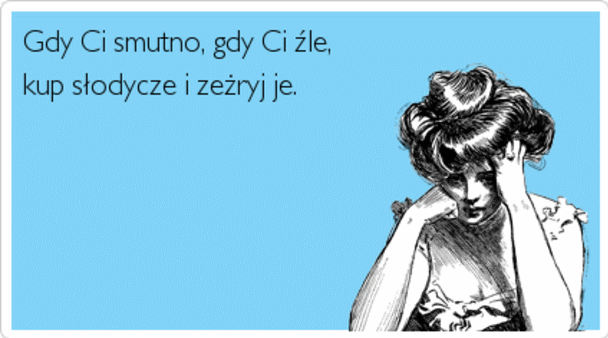 Gdy Ci smutno, gdy Ci źle,
kup słodycze i zeżryj je.